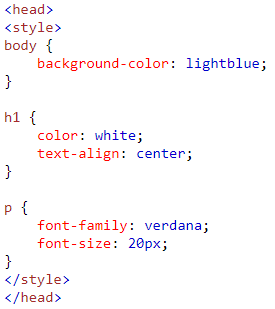 <head>
<style>
body {
    background-color: lightblue;
}

h1 {
    color: white;
    text-align: center;
}

p {
    font-family: verdana;
    font-size: 20px;
}
</style>
</head>